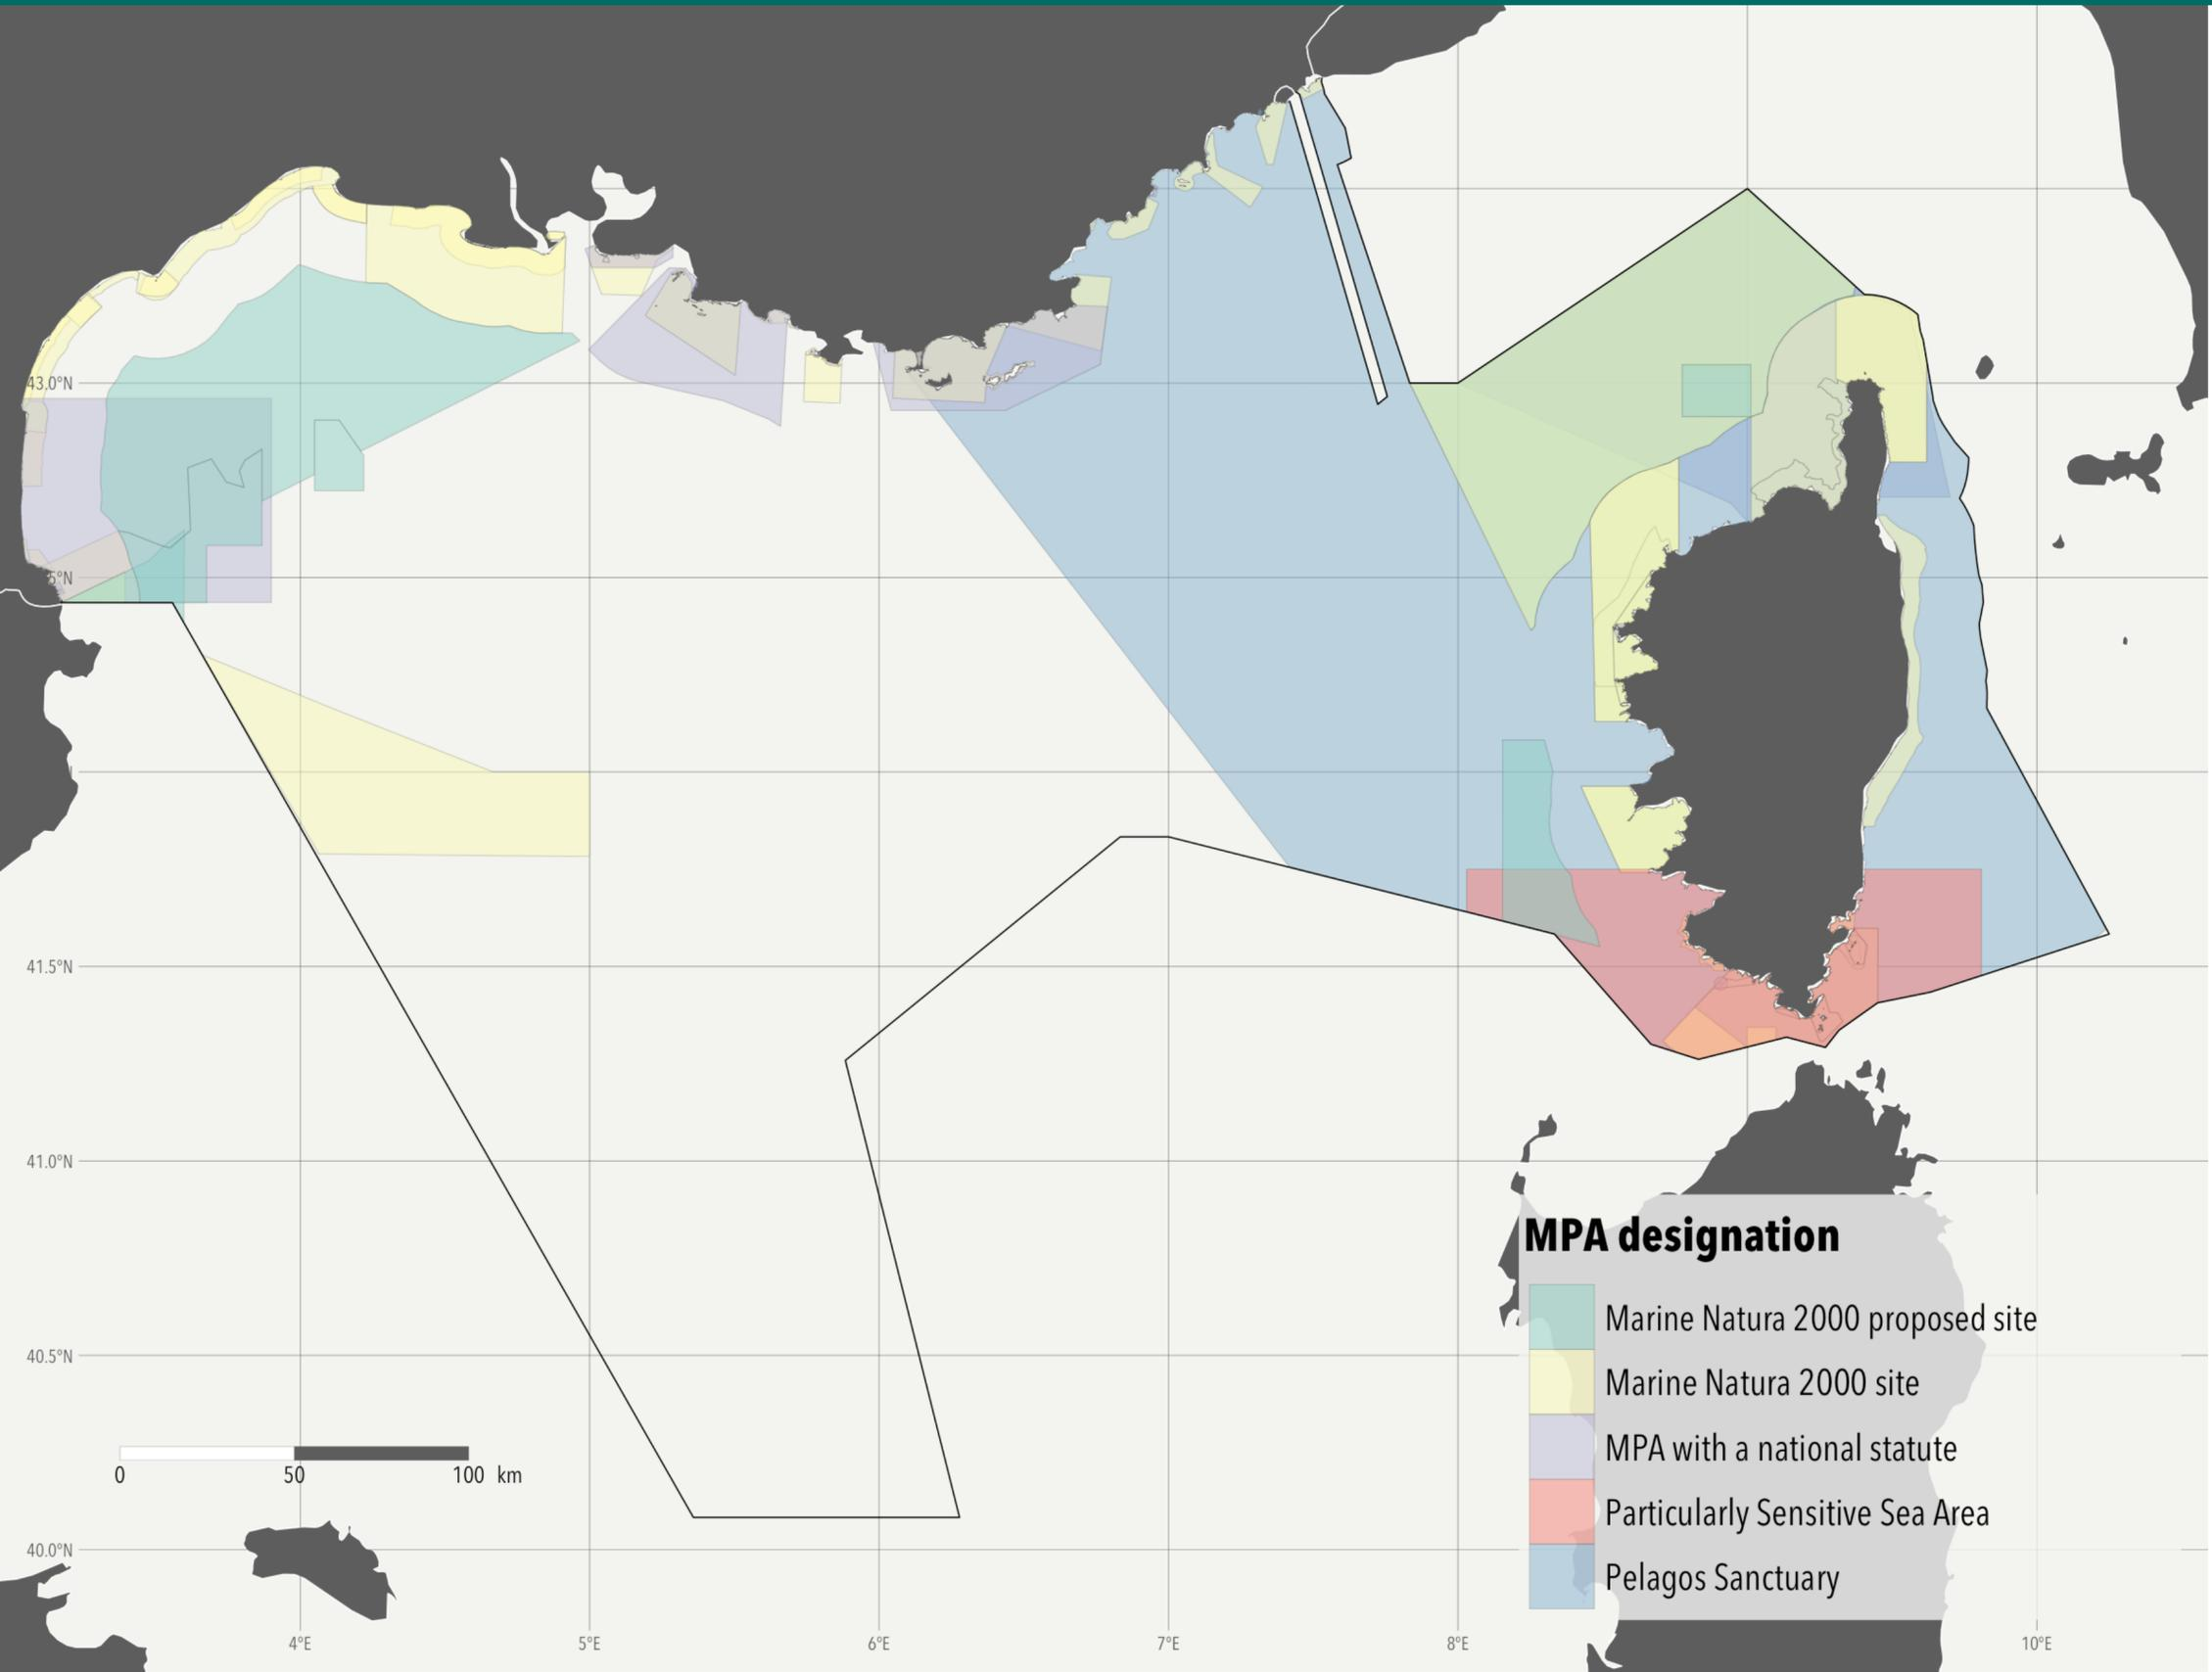 43.0°N
5°N
41.5°N
41.0°N
MPA designation
Marine Natura 2000 proposed site
Marine Natura 2000 site
MPA with a national statute
Particularly Sensitive Sea Area
Pelagos Sanctuary
40.5°N
0 50 100 km
40.0°N
4°E 5°E 6°E 7°E 8°E 10°E